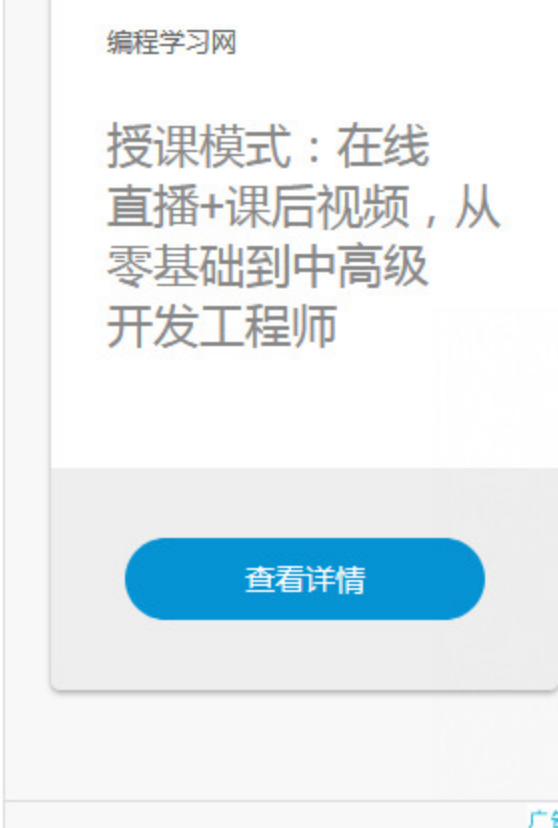 编程学习网
授课模式：在线
直播+课后视频，从
零基础到中高级
开发工程师
查看详情